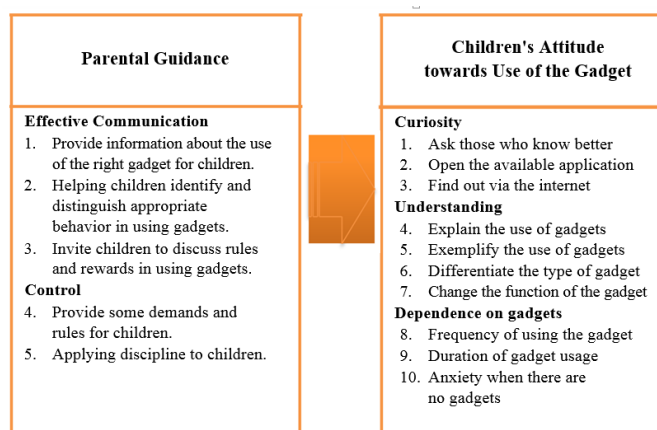 Parental Guidance
Effective Communication
1. Provide information about the use
of the right gadget for children.
2. Helping children identify and
distinguish appropriate
behavior in using gadgets.
3. Invite children to discuss rules
and rewards in using gadgets.
Control
4. Provide some demands and
rules for children.
5. Applying discipline to children.
Children's Attitude
towards Use of the Gadget
Curiosity
1. Ask those who know better
2. Open the available application
3. Find out via the internet
Understanding
4. Explain the use of gadgets
5. Exemplify the use of gadgets
6. Differentiate the type of gadget
7. Change the function of the gadget
Dependence on gadgets
8. Frequency of using the gadget
9. Duration of gadget usage
10. Anxiety when there are
no gadgets